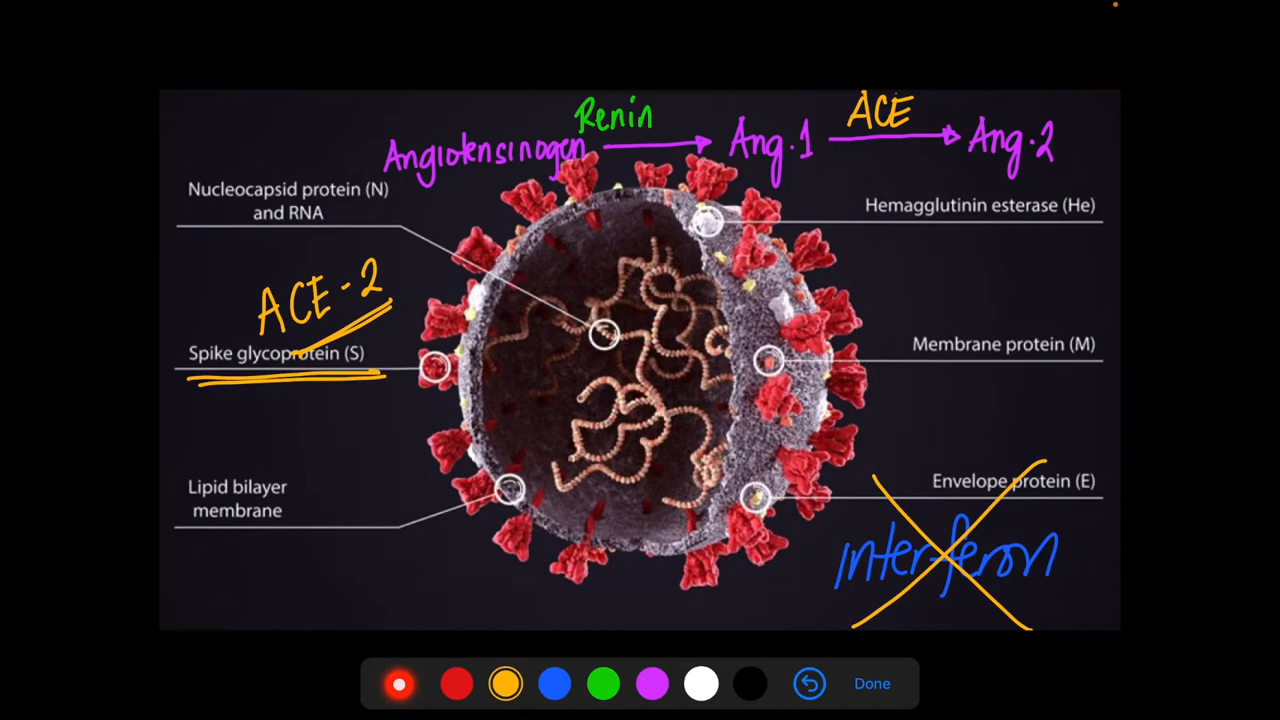 Renin
ACE
Angiotensinogen → Ang.1 → Ang.2
Nucleocapsid protein (N)
and RNA
Hemagglutinin esterase (He)
ACE-2
Spike glycoprotein (S)
Membrane protein (M)
Lipid bilayer
membrane
Envelope protein (E)
interferon
Done